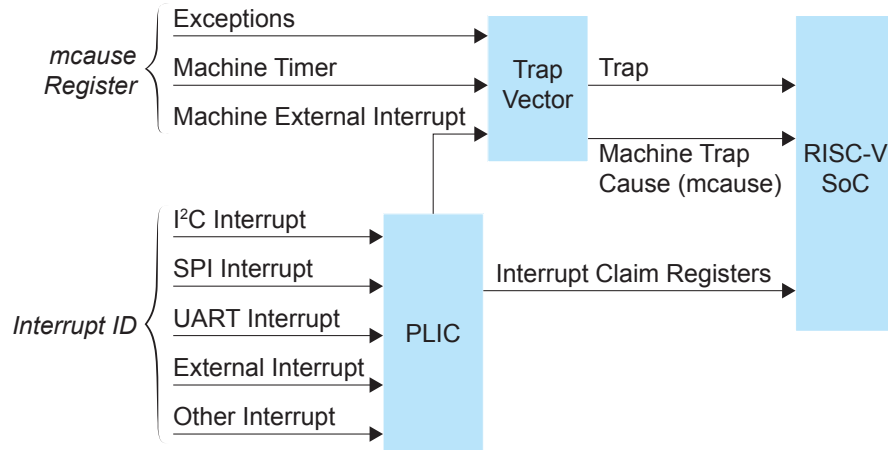 mcause
Register
Exceptions
Machine Timer
Machine External Interrupt
Trap
Vector
Trap
Machine Trap
Cause (mcause)
RISC-V
SoC
Interrupt ID
I²C Interrupt
SPI Interrupt
UART Interrupt
External Interrupt
Other Interrupt
PLIC
Interrupt Claim Registers